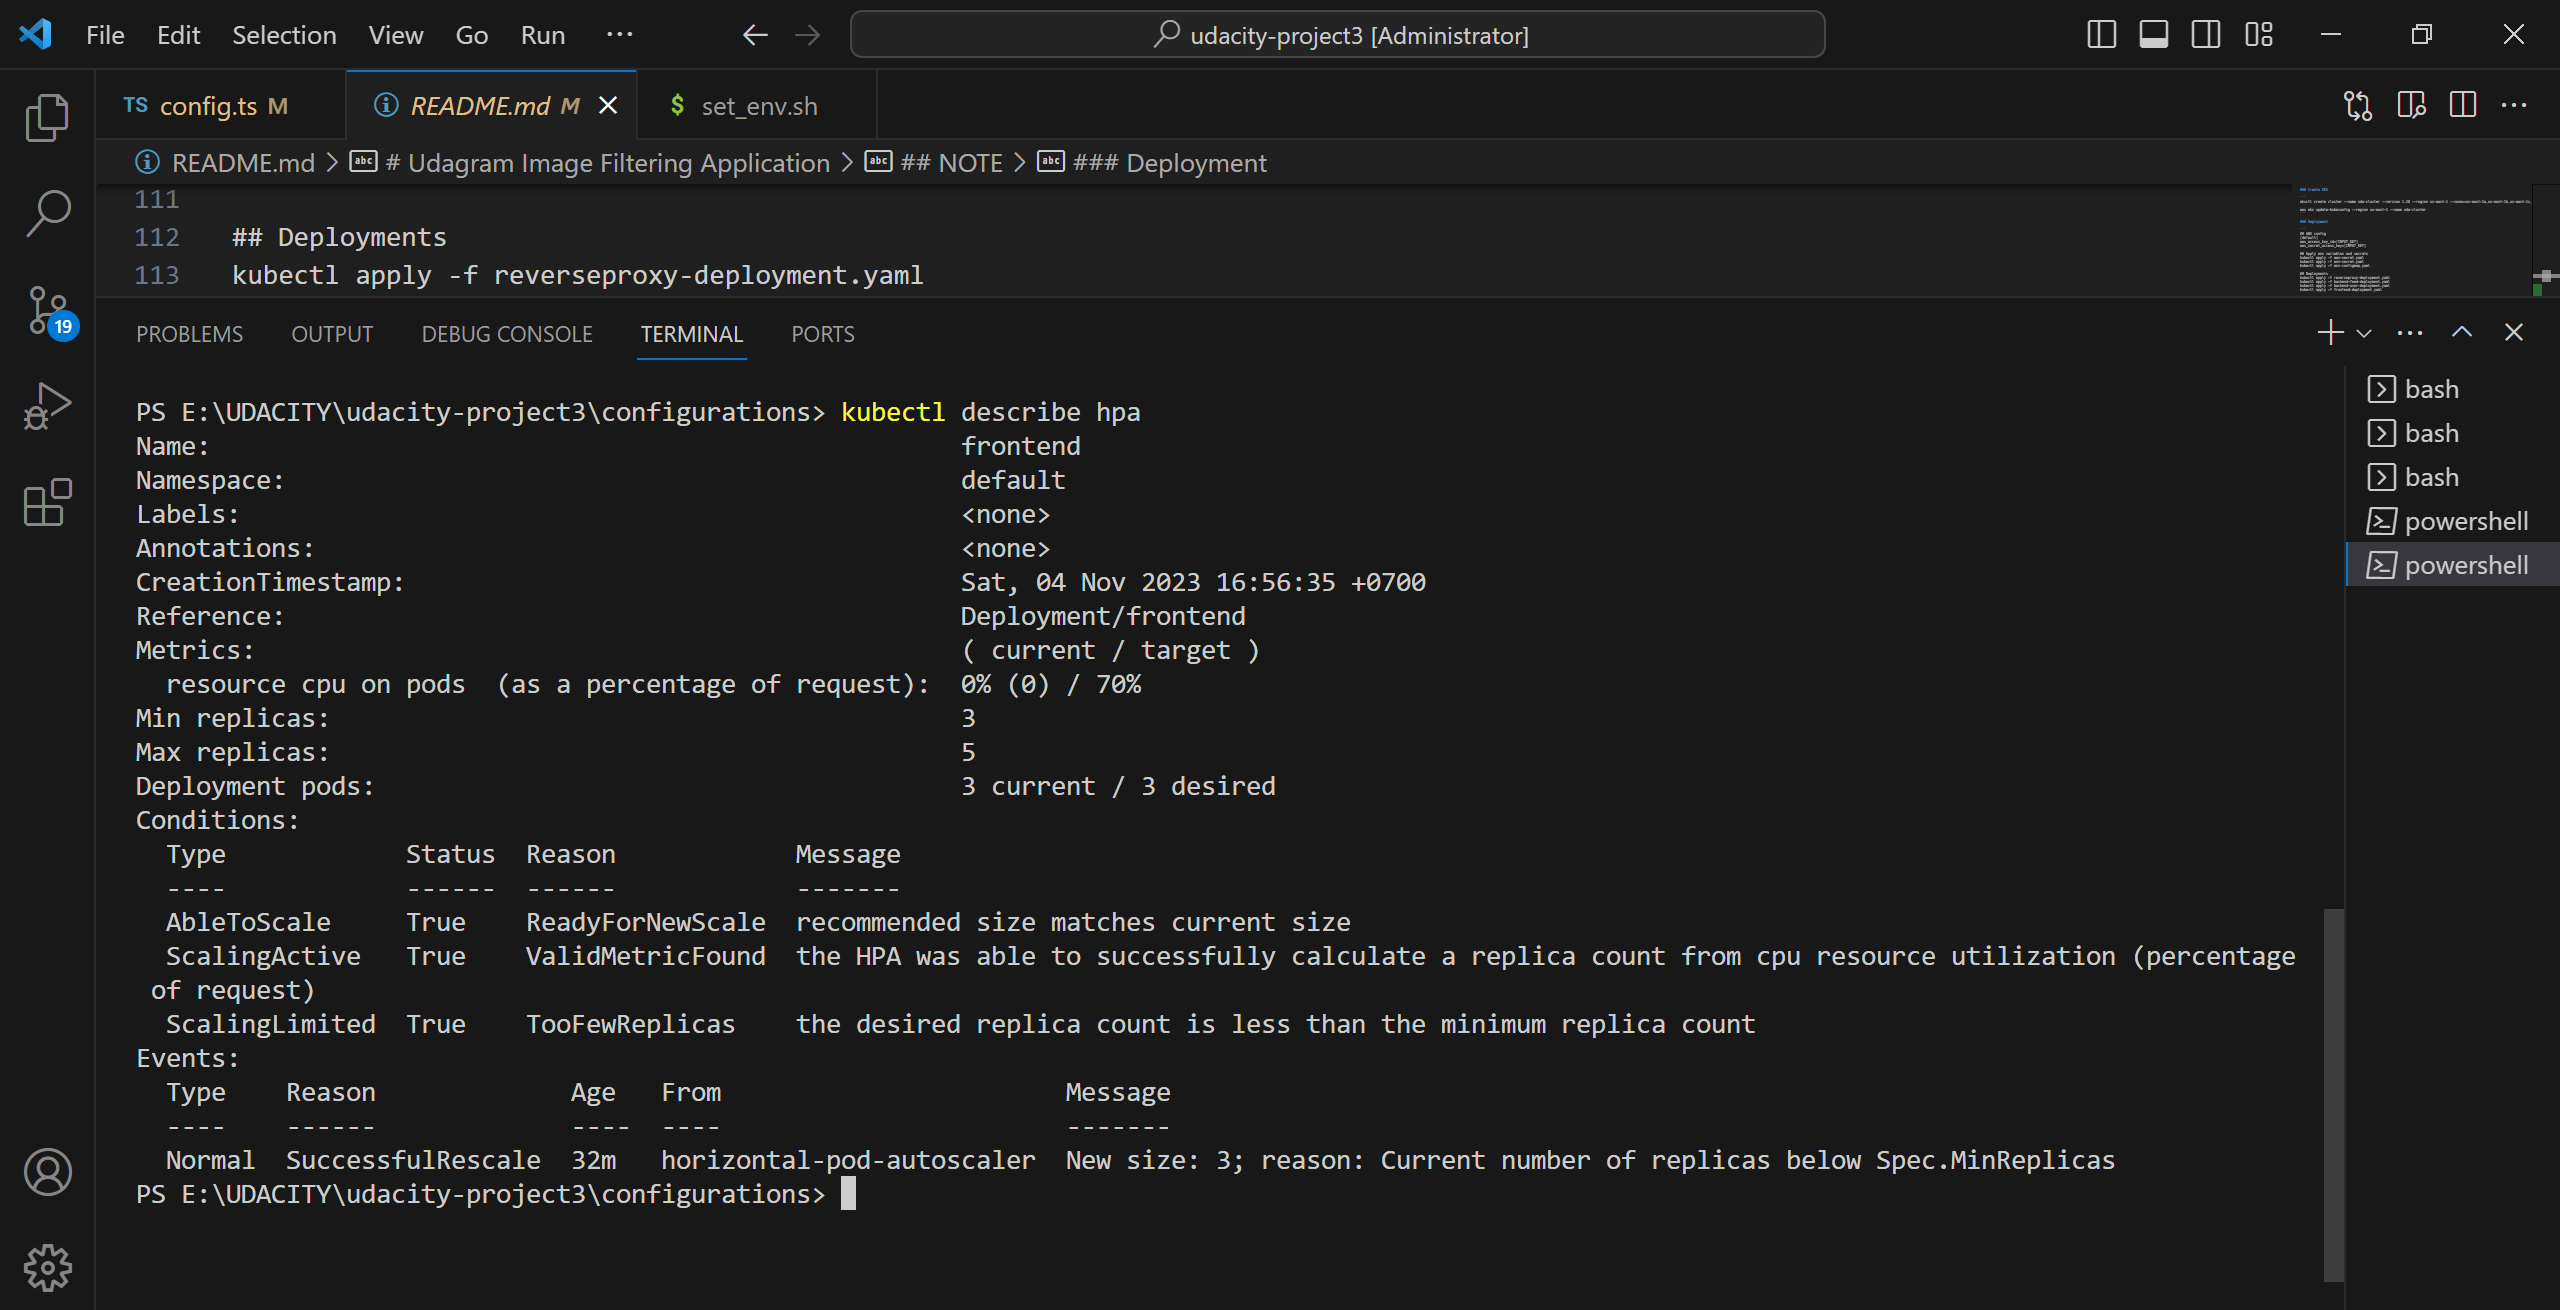 File Edit Selection View Go Run ··· udacity-project3 [Administrator]
TS config.ts M README.md M $ set_env.sh
README.md > # Udagram Image Filtering Application > ## NOTE > ### Deployment
111
112 ## Deployments
113 kubectl apply -f reverseproxy-deployment.yaml
PROBLEMS OUTPUT DEBUG CONSOLE TERMINAL PORTS
bash
bash
bash
powershell
powershell
19
PS E:\UDACITY\udacity-project3\configurations> kubectl describe hpa
Name: frontend
Namespace: default
Labels: <none>
Annotations: <none>
CreationTimestamp: Sat, 04 Nov 2023 16:56:35 +0700
Reference: Deployment/frontend
Metrics: ( current / target )
resource cpu on pods (as a percentage of request): 0% (0) / 70%
Min replicas: 3
Max replicas: 5
Deployment pods: 3 current / 3 desired
Conditions:
Type Status Reason Message
---- ------ ------ -------
AbleToScale True ReadyForNewScale recommended size matches current size
ScalingActive True ValidMetricFound the HPA was able to successfully calculate a replica count from cpu resource utilization (percentage
of request)
ScalingLimited True TooFewReplicas the desired replica count is less than the minimum replica count
Events:
Type Reason Age From Message
---- ------ ---- ---- -------
Normal SuccessfulRescale 32m horizontal-pod-autoscaler New size: 3; reason: Current number of replicas below Spec.MinReplicas
PS E:\UDACITY\udacity-project3\configurations>